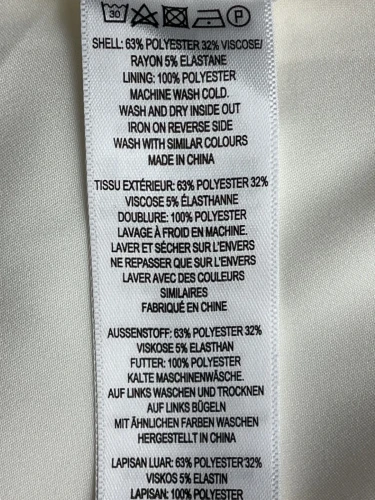 30 P
SHELL: 63% POLYESTER 32% VISCOSE/
RAYON 5% ELASTANE
LINING: 100% POLYESTER
MACHINE WASH COLD.
WASH AND DRY INSIDE OUT
IRON ON REVERSE SIDE
WASH WITH SIMILAR COLOURS
MADE IN CHINA
TISSU EXTÉRIEUR: 63% POLYESTER 32%
VISCOSE 5% ÉLASTHANNE
DOUBLURE: 100% POLYESTER
LAVAGE À FROID EN MACHINE.
LAVER ET SÉCHER SUR L'ENVERS
NE REPASSER QUE SUR L'ENVERS
LAVER AVEC DES COULEURS
SIMILAIRES
FABRIQUÉ EN CHINE
AUSSENSTOFF: 63% POLYESTER 32%
VISKOSE 5% ELASTHAN
FUTTER: 100% POLYESTER
KALTE MASCHINENWÄSCHE.
AUF LINKS WASCHEN UND TROCKNEN
AUF LINKS BÜGELN
MIT ÄHNLICHEN FARBEN WASCHEN
HERGESTELLT IN CHINA
LAPISAN LUAR: 63% POLYESTER 32%
VISKOS 5% ELASTIN
LAPISAN: 100% POLYESTER